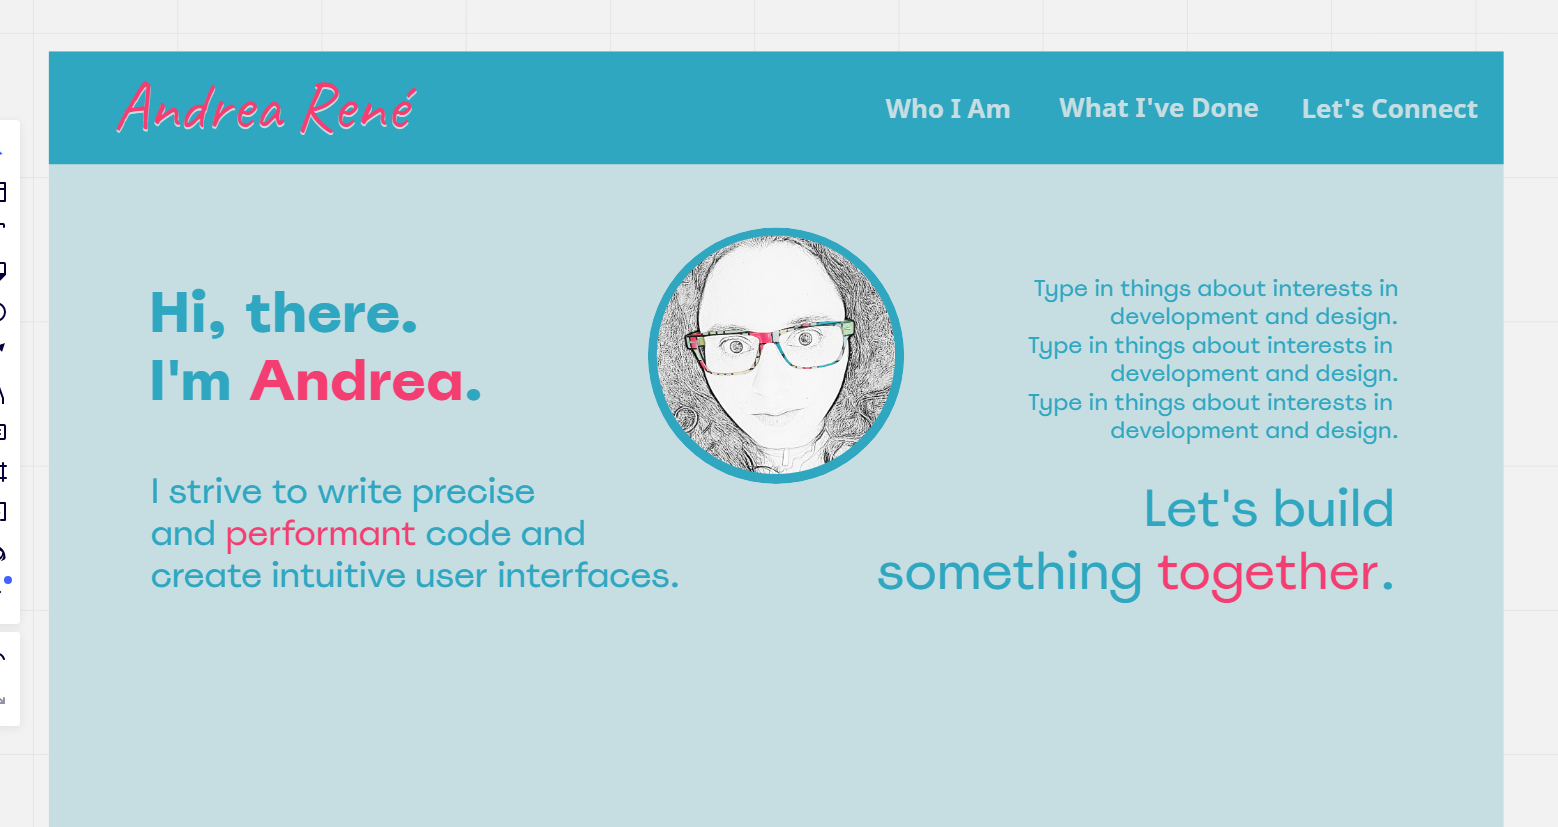 Andrea René
Who I Am
What I've Done
Let's Connect
Hi, there.
I'm Andrea.
I strive to write precise
and performant code and
create intuitive user interfaces.
Type in things about interests in
development and design.
Type in things about interests in
development and design.
Type in things about interests in
development and design.
Let's build
something together.